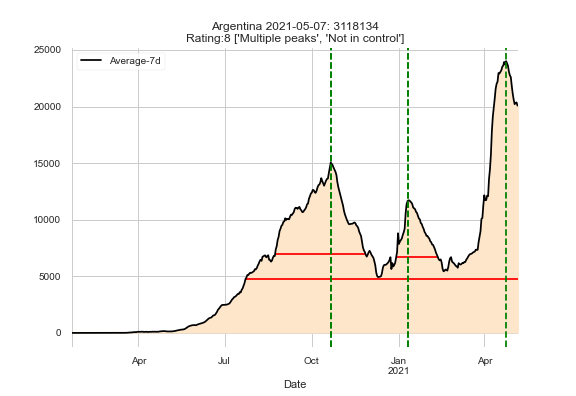 Argentina 2021-05-07: 3118134
Rating:8 ['Multiple peaks', 'Not in control']
Average-7d
25000
20000
15000
10000
5000
0
Apr Jul Oct Jan Apr
2021
Date